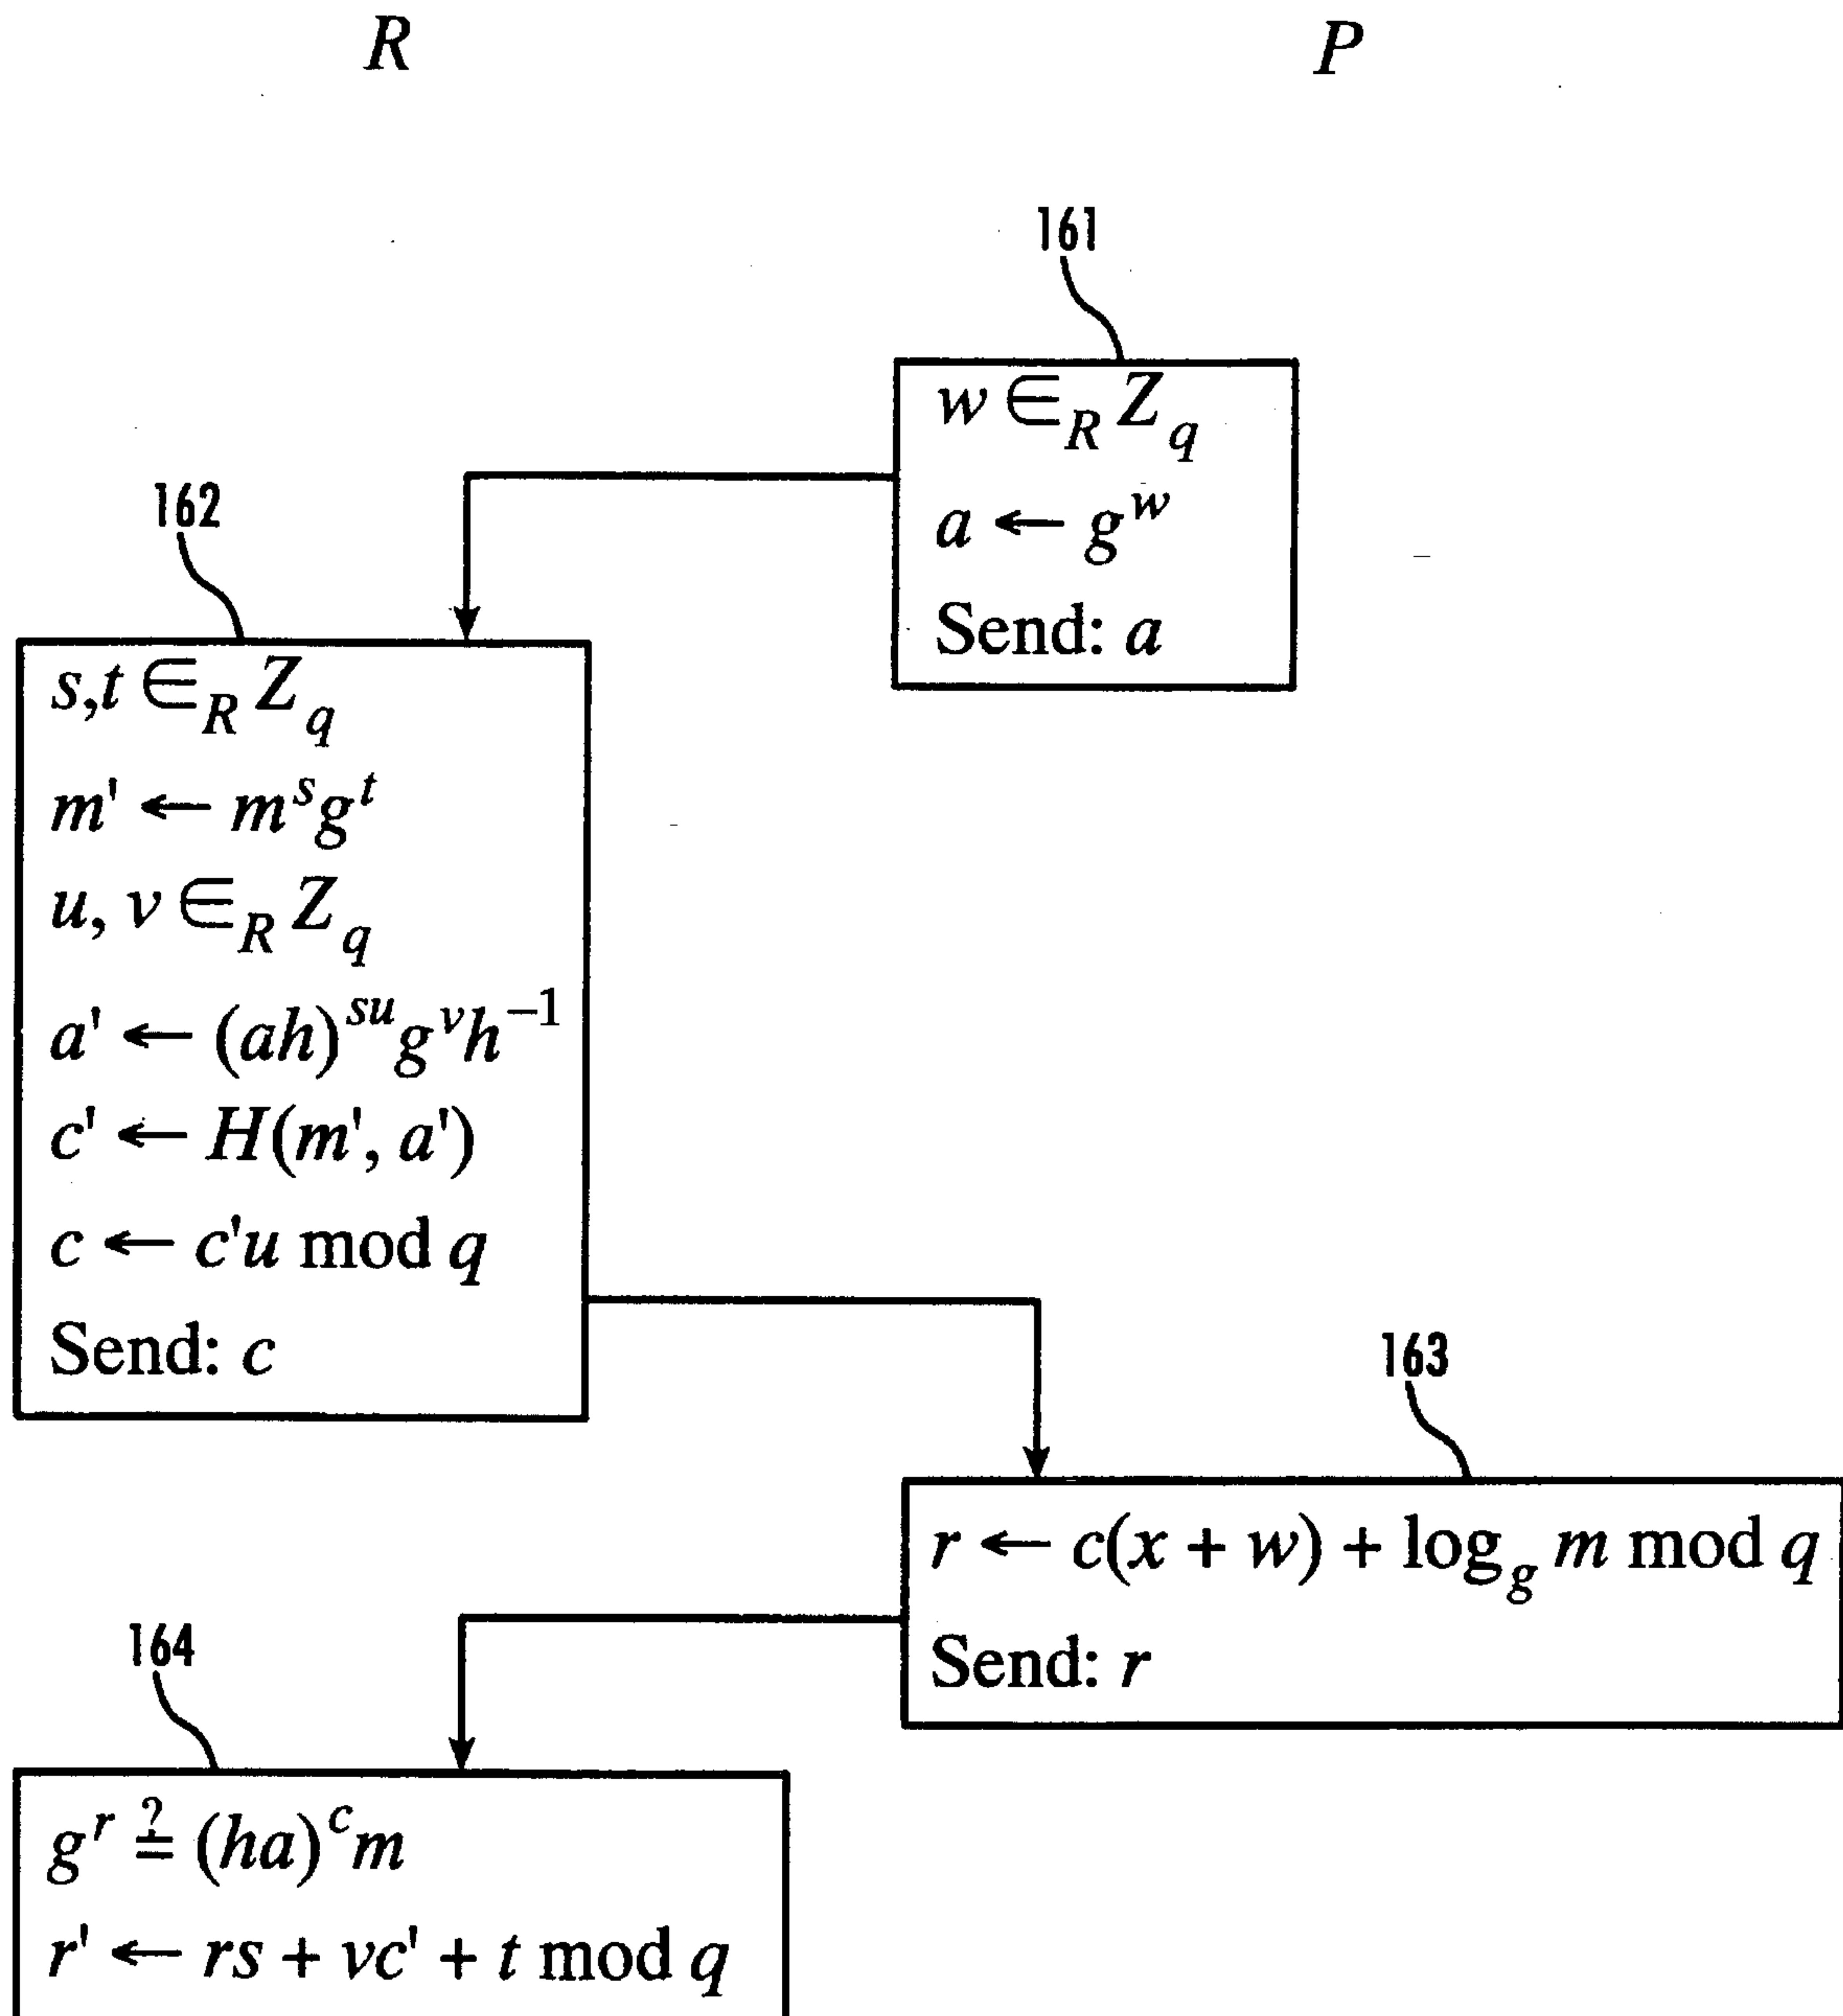 R P
161
w ∈_R Z_q
a ← g^w
Send: a
162
s,t ∈_R Z_q
m' ← m^s g^t
u, v ∈_R Z_q
a' ← (ah)^{su} g^v h^{-1}
c' ← H(m', a')
c ← c'u mod q
Send: c
163
r ← c(x + w) + log_g m mod q
Send: r
164
g^r ≟ (ha)^c m
r' ← rs + vc' + t mod q